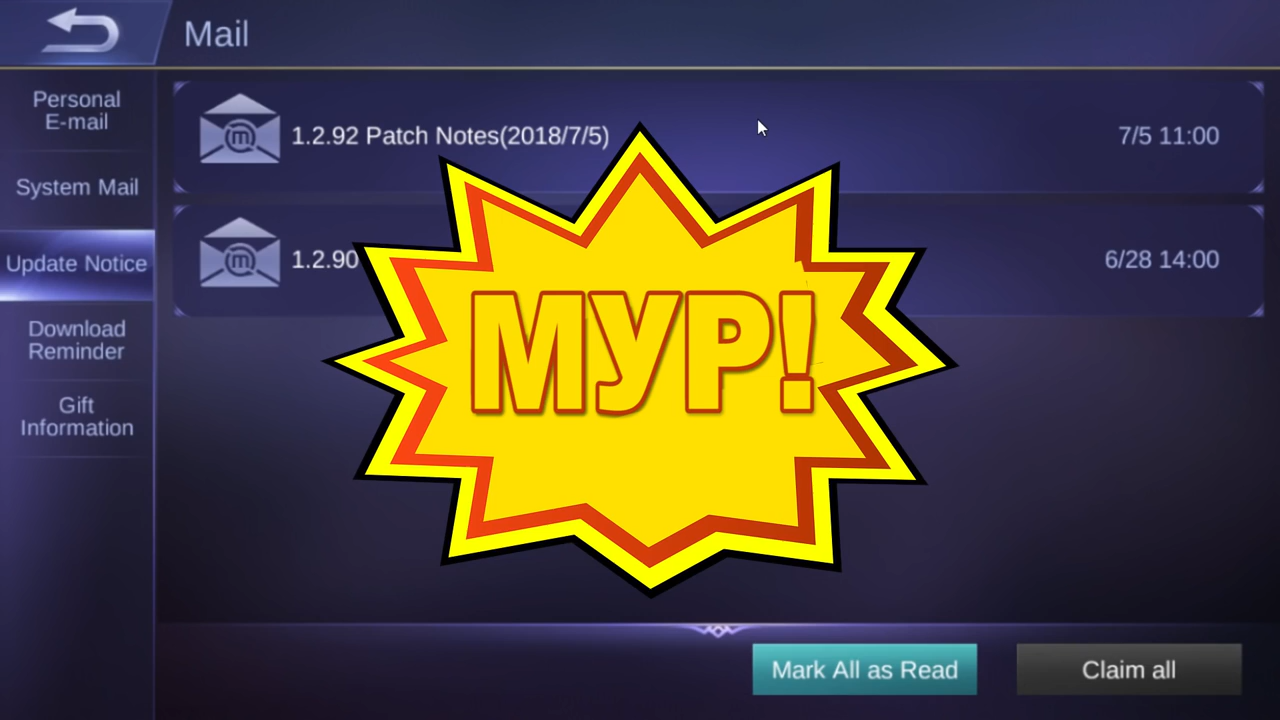 Mail
Personal
E-mail
System Mail
Update Notice
Download
Reminder
Gift
Information
1.2.92 Patch Notes(2018/7/5)
7/5 11:00
1.2.90
6/28 14:00
МУР!
Mark All as Read
Claim all